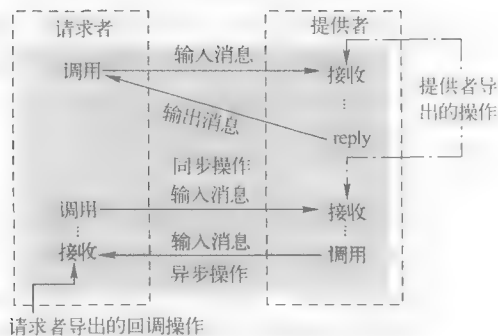 请求者
提供者
调用
输入消息
接收
⋮
提供者导
出的操作
输出消息
reply
同步操作
调用
输入消息
接收
⋮
⋮
接收
输入消息
调用
异步操作
请求者导出的回调操作